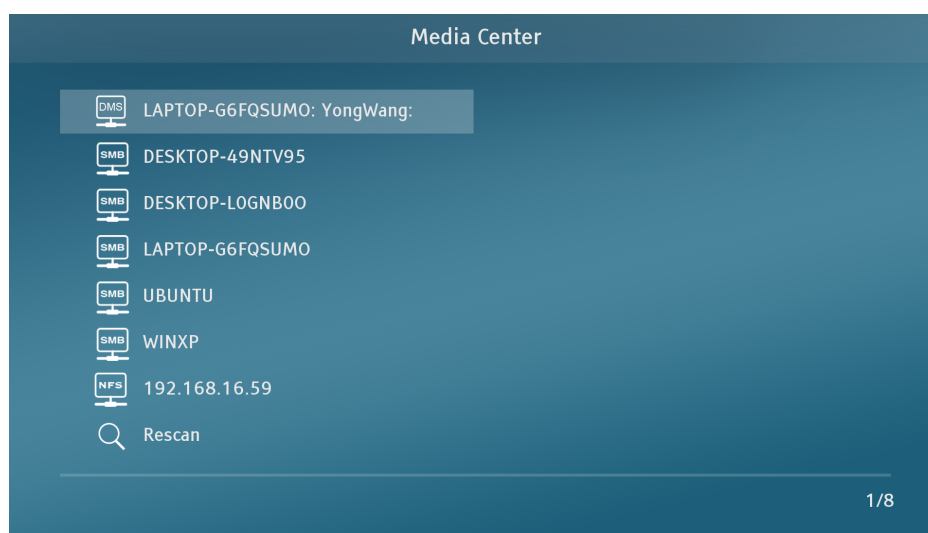 Media Center
DMS LAPTOP-G6FQSUMO: YongWang:
SMB DESKTOP-49NTV95
SMB DESKTOP-L0GNB0O
SMB LAPTOP-G6FQSUMO
SMB UBUNTU
SMB WINXP
NFS 192.168.16.59
Rescan
1/8